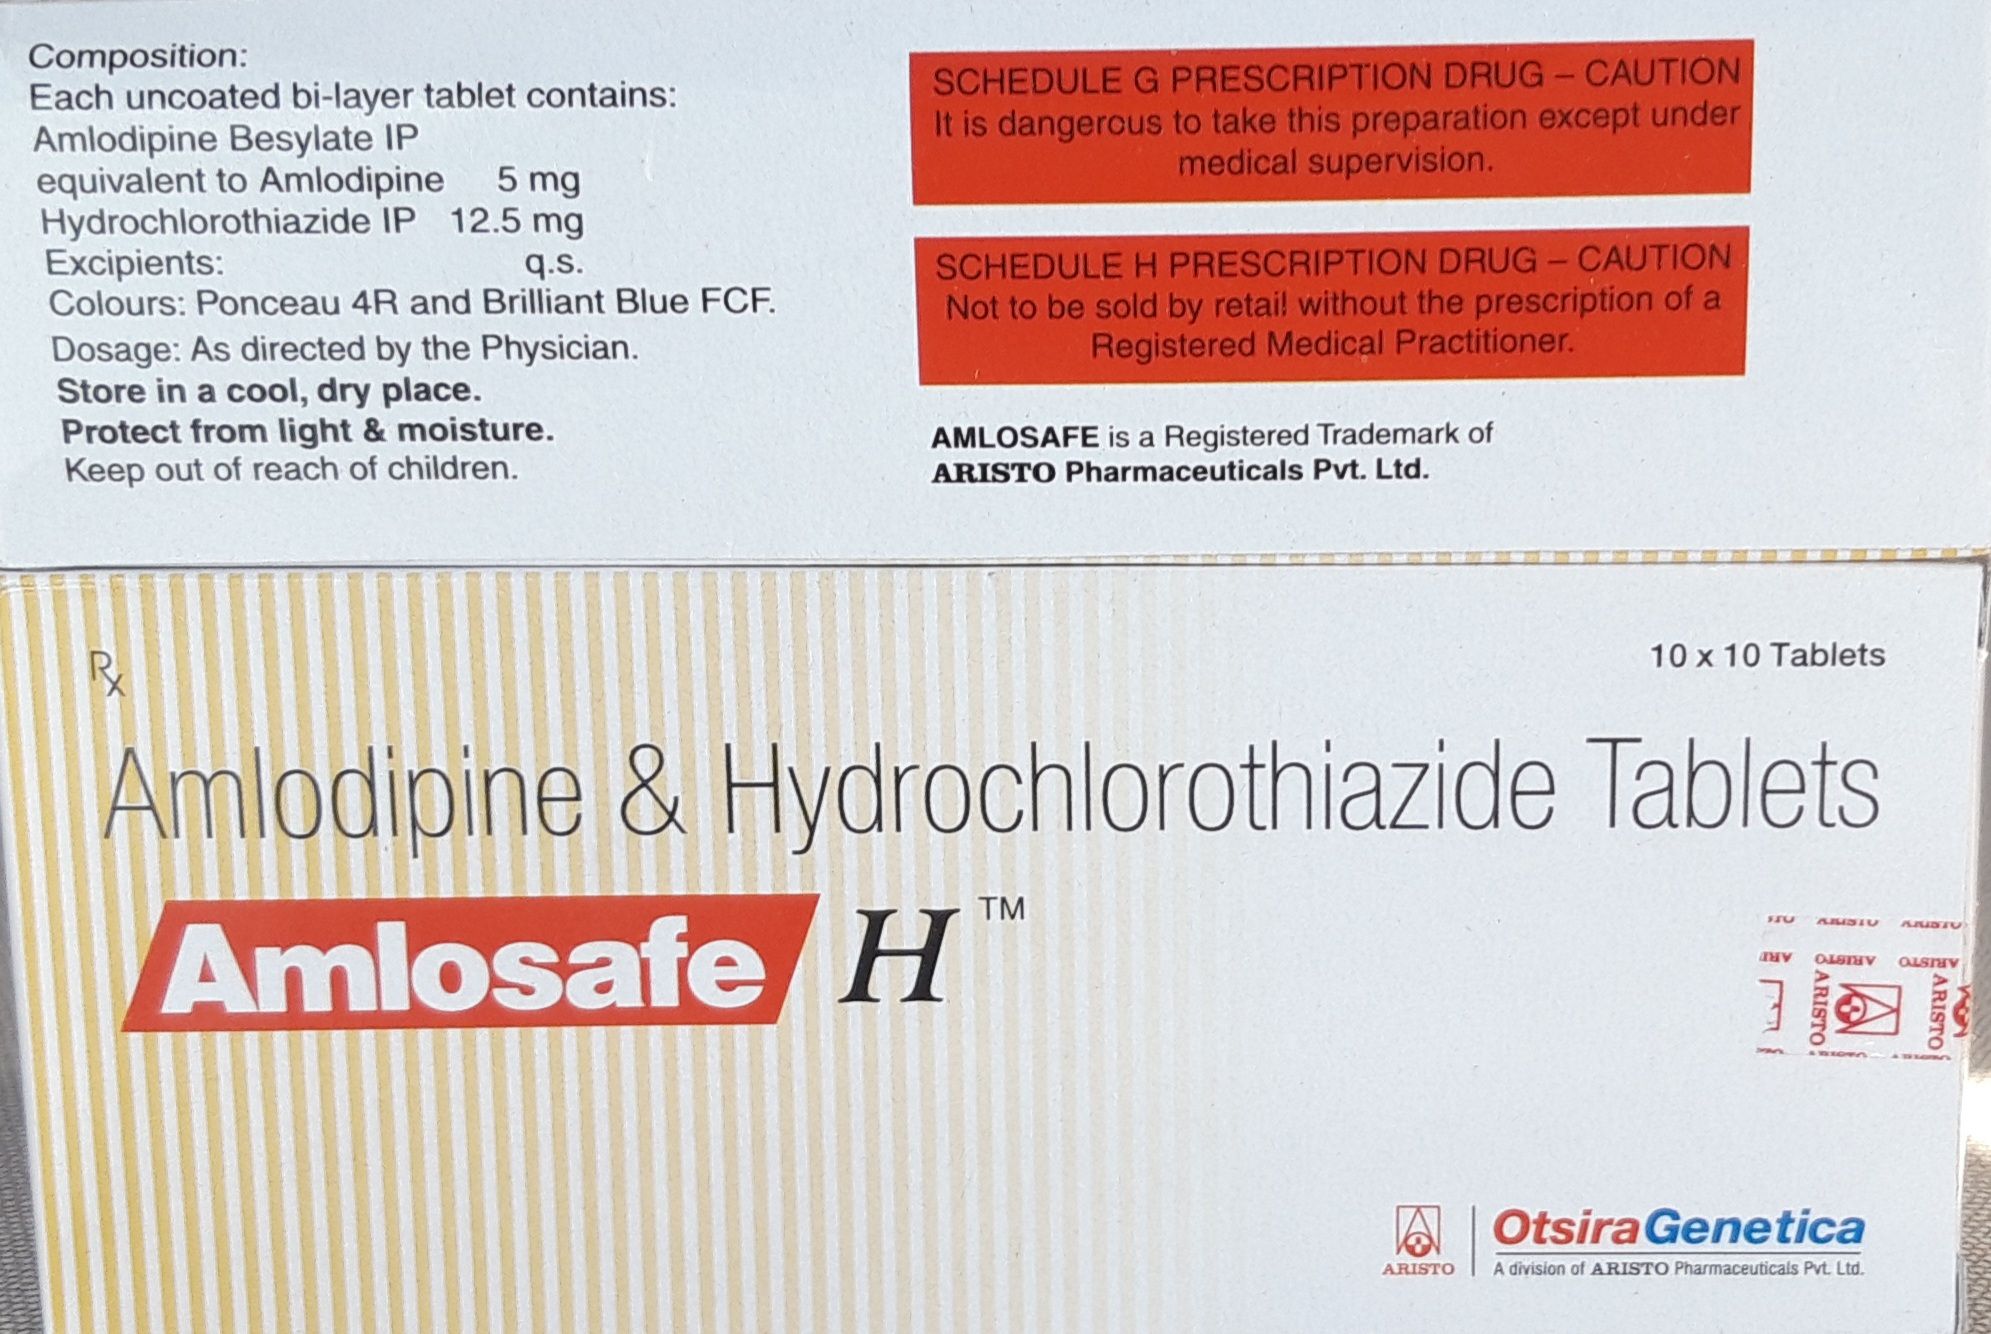 Composition:
Each uncoated bi-layer tablet contains:
Amlodipine Besylate IP
equivalent to Amlodipine 5 mg
Hydrochlorothiazide IP 12.5 mg
Excipients: q.s.
Colours: Ponceau 4R and Brilliant Blue FCF.
Dosage: As directed by the Physician.
Store in a cool, dry place.
Protect from light & moisture.
Keep out of reach of children.
SCHEDULE G PRESCRIPTION DRUG – CAUTION
It is dangerous to take this preparation except under
medical supervision.
SCHEDULE H PRESCRIPTION DRUG – CAUTION
Not to be sold by retail without the prescription of a
Registered Medical Practitioner.
AMLOSAFE is a Registered Trademark of
ARISTO Pharmaceuticals Pvt. Ltd.
Rx
10 x 10 Tablets
Amlodipine & Hydrochlorothiazide Tablets
Amlosafe H™
ARISTO ARISTO
ARISTO ARISTO
ARISTO
ARISTO
ARISTO
OtsiraGenetica
A division of ARISTO Pharmaceuticals Pvt. Ltd.